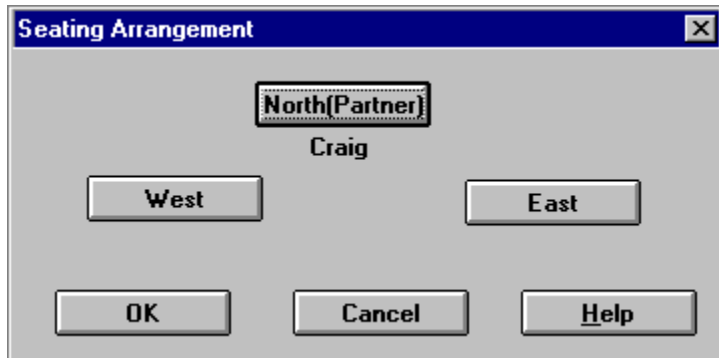 Seating Arrangement
North(Partner)
Craig
West
East
OK
Cancel
Help